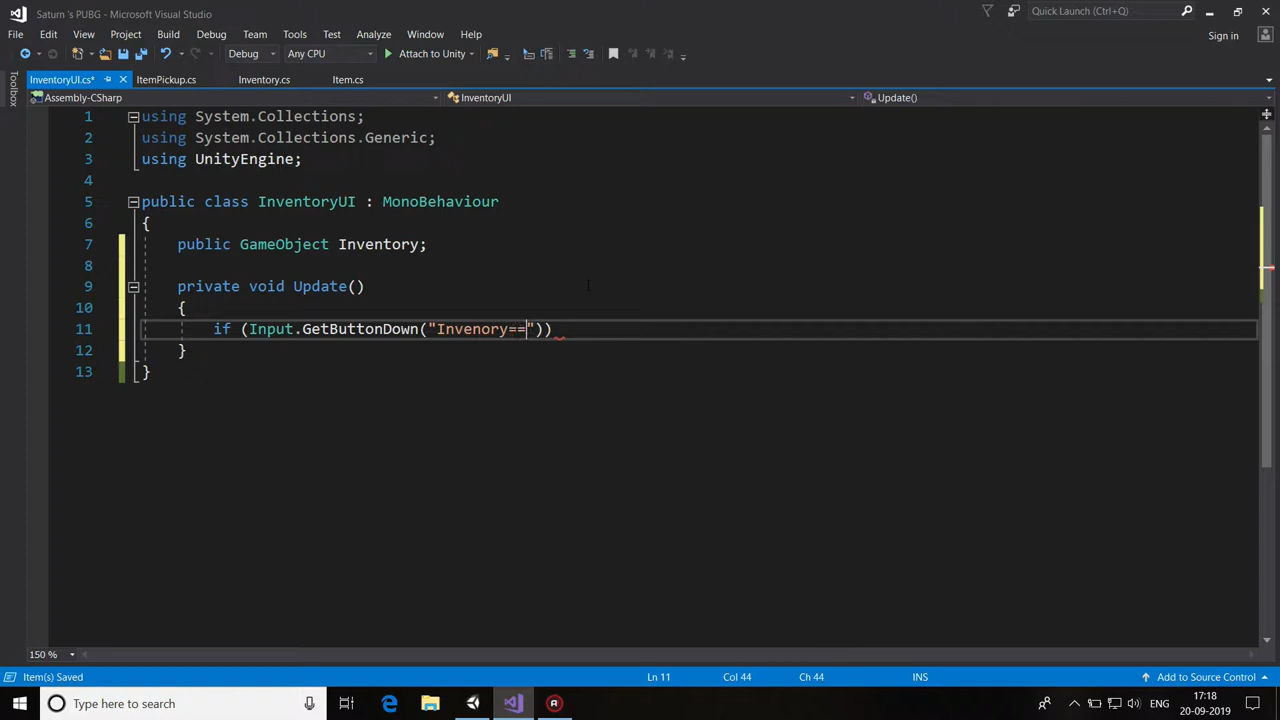 Saturn 's PUBG - Microsoft Visual Studio
Quick Launch (Ctrl+Q)
File Edit View Project Build Debug Team Tools Test Analyze Window Help
Sign in
Debug Any CPU Attach to Unity
Toolbox
InventoryUI.cs* ItemPickup.cs Inventory.cs Item.cs
Assembly-CSharp InventoryUI Update()
1 using System.Collections;
2 using System.Collections.Generic;
3 using UnityEngine;
4
5 public class InventoryUI : MonoBehaviour
6 {
7 public GameObject Inventory;
8
9 private void Update()
10 {
11 if (Input.GetButtonDown("Invenory=="))
12 }
13 }
150 %
Item(s) Saved Ln 11 Col 44 Ch 44 INS Add to Source Control
Type here to search
ENG
17:18
20-09-2019